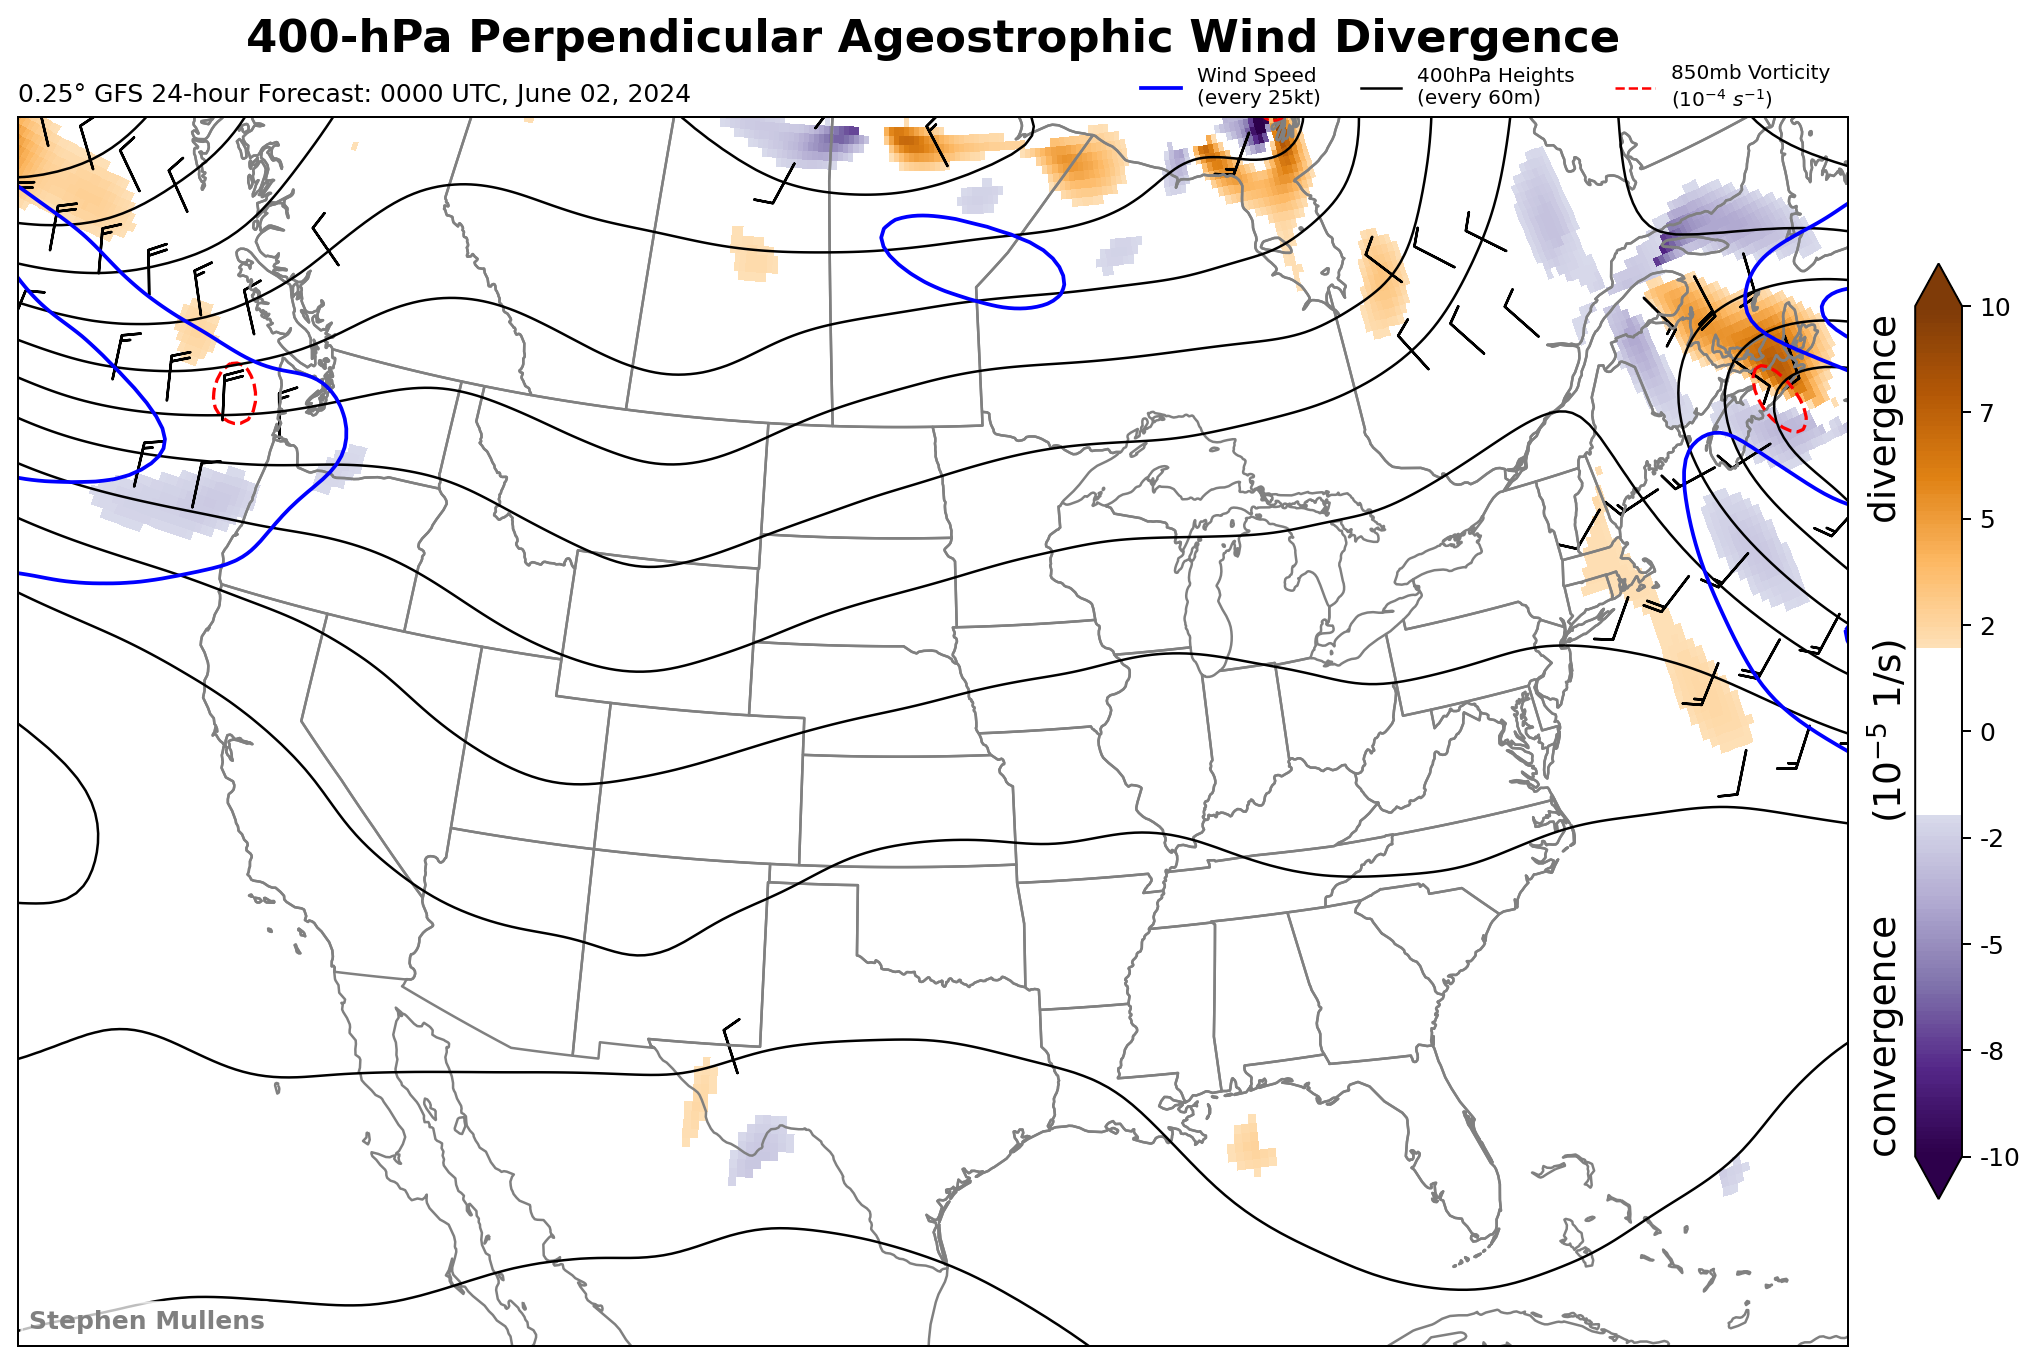 400-hPa Perpendicular Ageostrophic Wind Divergence
0.25° GFS 24-hour Forecast: 0000 UTC, June 02, 2024
Wind Speed
(every 25kt)
400hPa Heights
(every 60m)
850mb Vorticity
(10⁻⁴ s⁻¹)
10
7
5
2
0
-2
-5
-8
-10
convergence (10⁻⁵ 1/s) divergence
Stephen Mullens